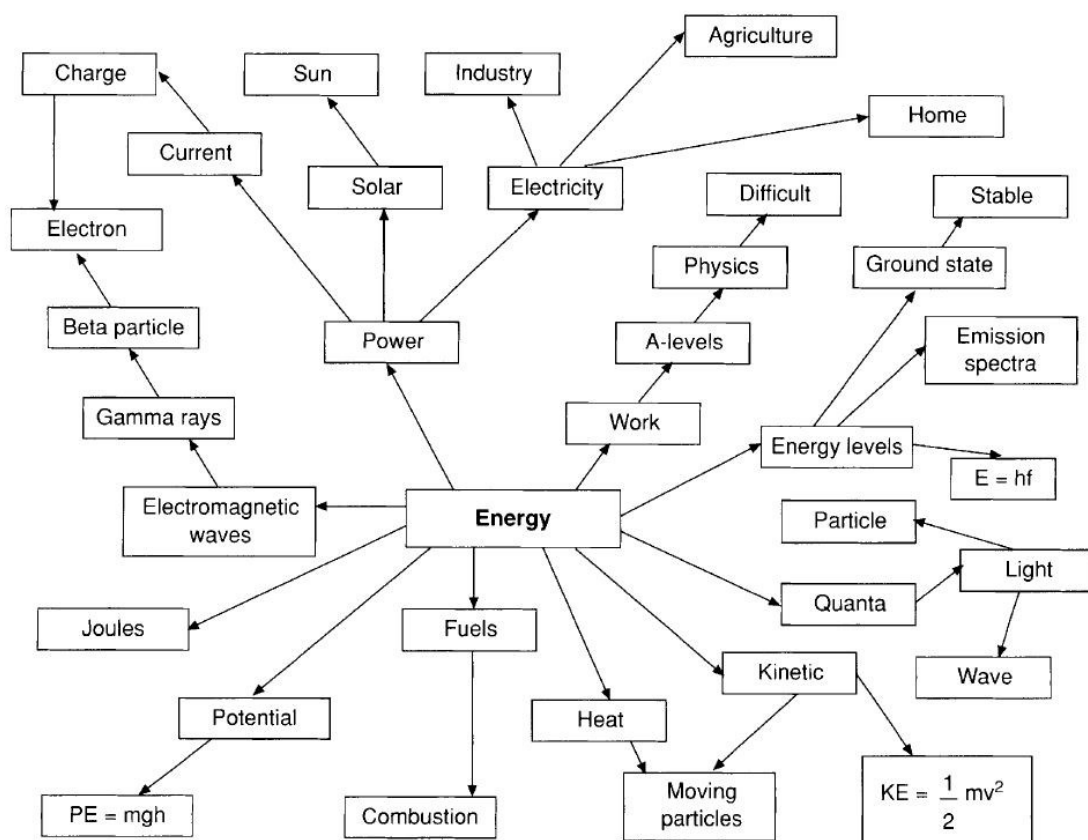 Agriculture
Charge
Sun
Industry
Home
Current
Solar
Electricity
Difficult
Stable
Electron
Physics
Ground state
Beta particle
Power
A-levels
Emission
spectra
Gamma rays
Work
Energy levels
E = hf
Electromagnetic
waves
Energy
Particle
Light
Joules
Fuels
Quanta
Kinetic
Wave
Potential
Heat
PE = mgh
Combustion
Moving
particles
KE = 1/2 mv²